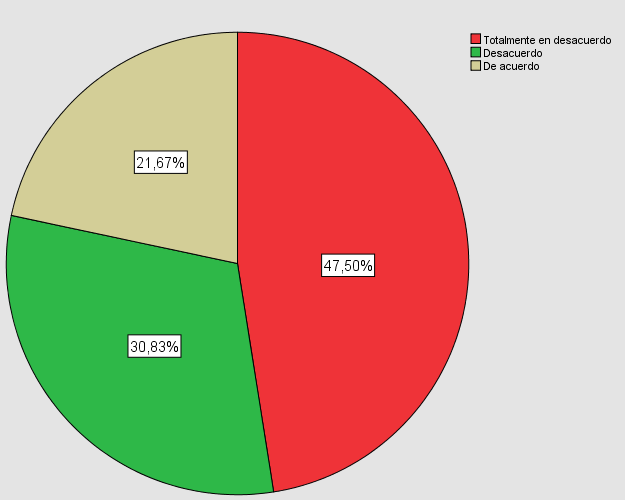 Totalmente en desacuerdo
Desacuerdo
De acuerdo
21,67%
47,50%
30,83%